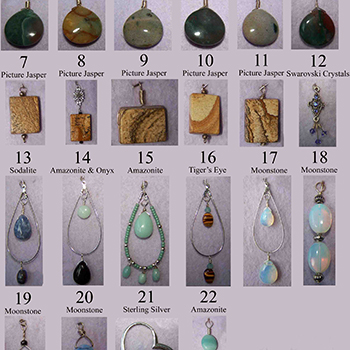 7 8 9 10 11 12
Picture Jasper Picture Jasper Picture Jasper Picture Jasper Picture Jasper Swarovski Crystals
13 14 15 16 17 18
Sodalite Amazonite & Onyx Amazonite Tiger's Eye Moonstone Moonstone
19 20 21 22
Moonstone Moonstone Sterling Silver Amazonite